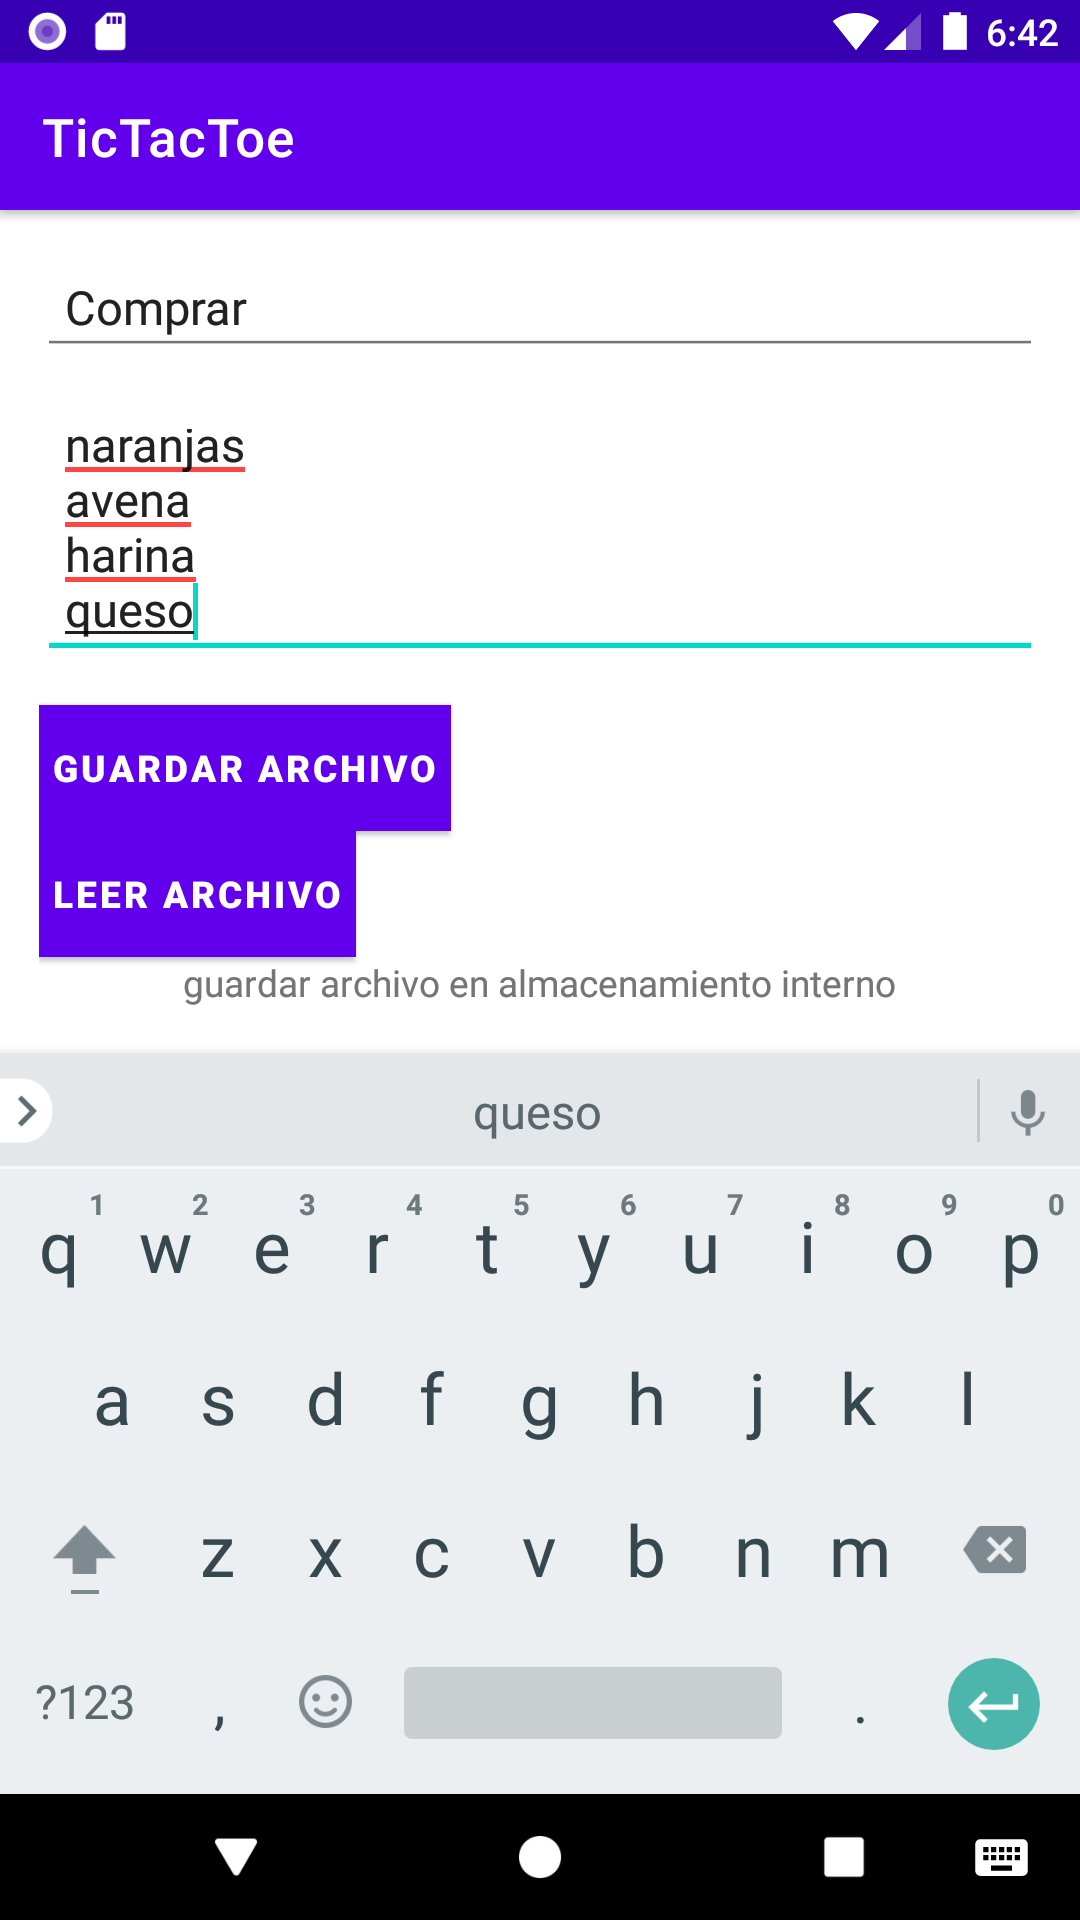 6:42
TicTacToe
Comprar
naranjas
avena
harina
queso
GUARDAR ARCHIVO
LEER ARCHIVO
guardar archivo en almacenamiento interno
queso
1 2 3 4 5 6 7 8 9 0
q w e r t y u i o p
a s d f g h j k l
z x c v b n m
?123 , .